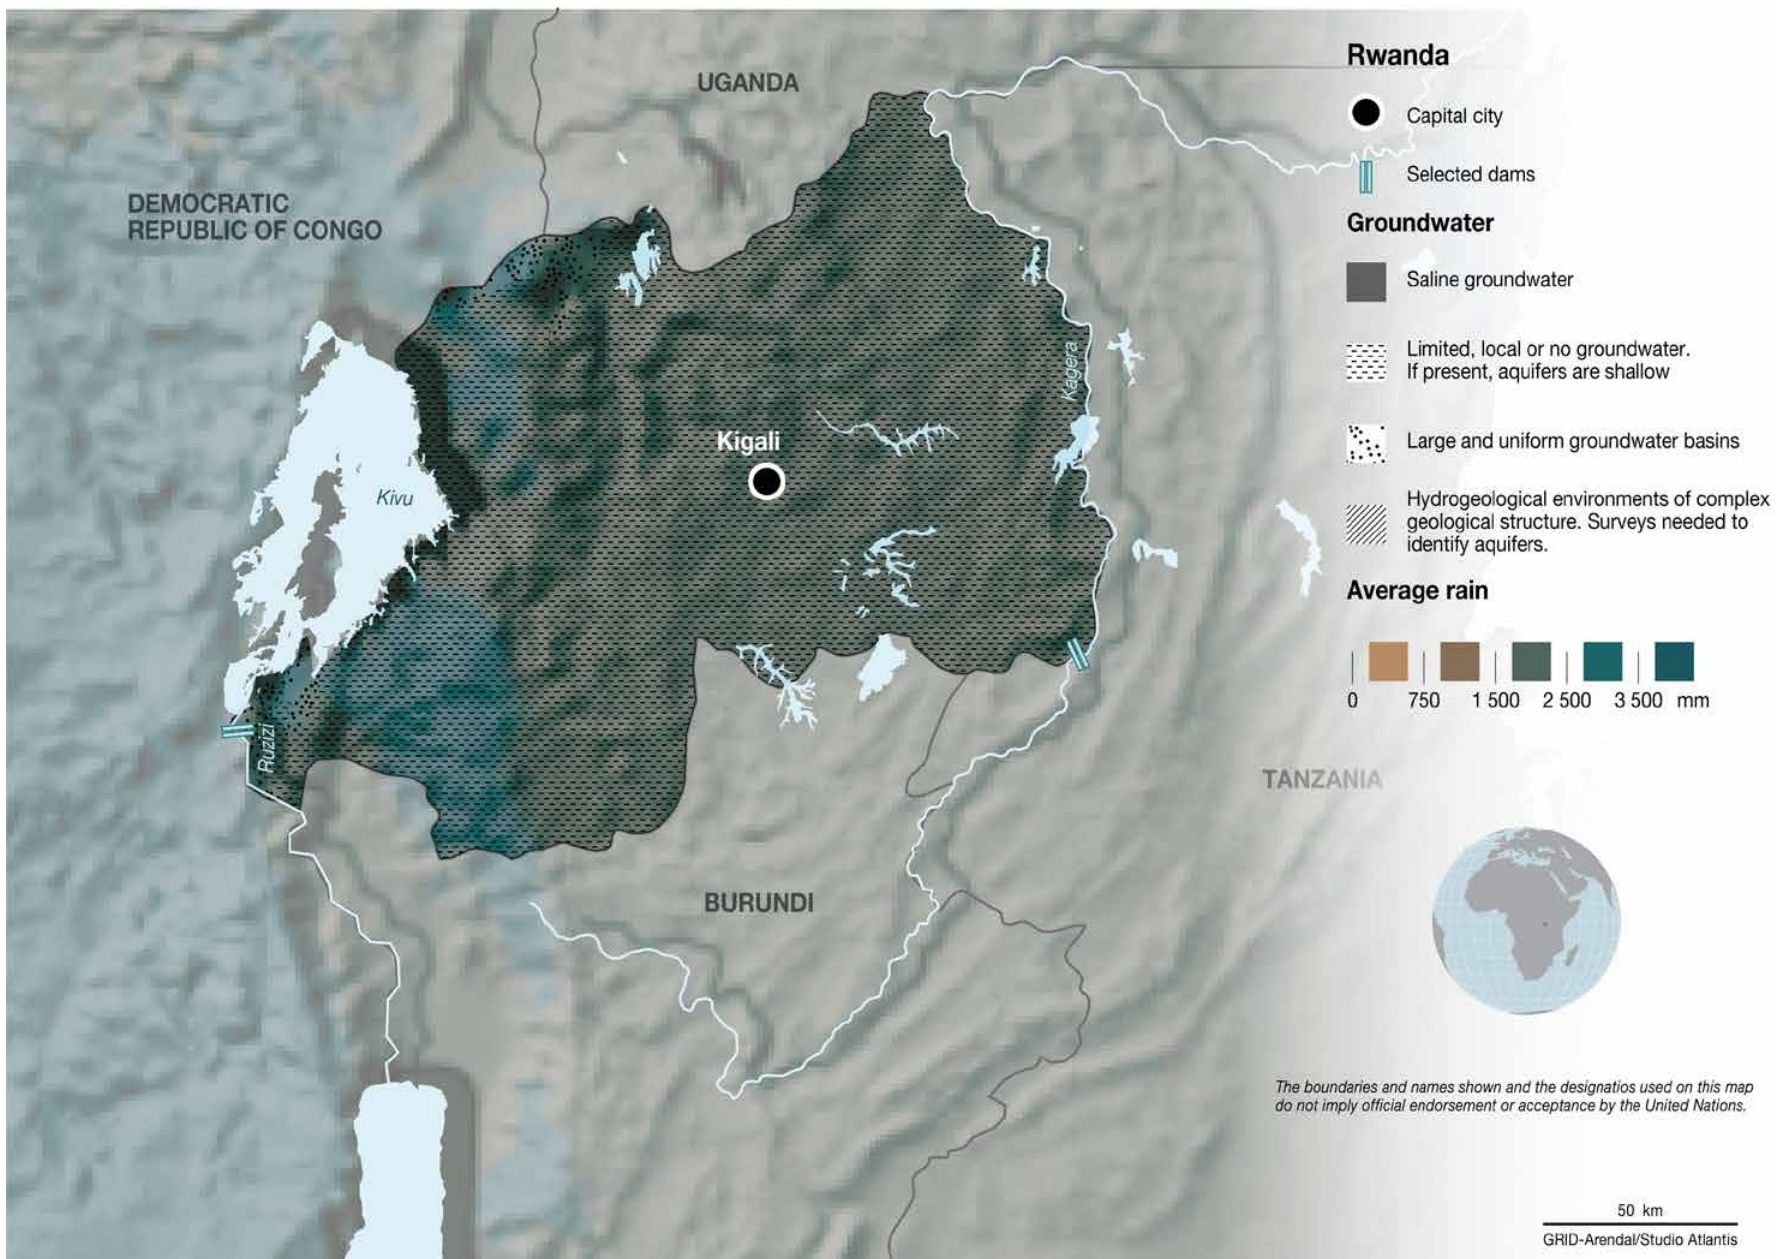 UGANDA
DEMOCRATIC
REPUBLIC OF CONGO
Kagera
Kigali
Kivu
Ruzizi
BURUNDI
TANZANIA
Rwanda
Capital city
Selected dams
Groundwater
Saline groundwater
Limited, local or no groundwater.
If present, aquifers are shallow
Large and uniform groundwater basins
Hydrogeological environments of complex
geological structure. Surveys needed to
identify aquifers.
Average rain
0 750 1 500 2 500 3 500 mm
The boundaries and names shown and the designatios used on this map
do not imply official endorsement or acceptance by the United Nations.
50 km
GRID-Arendal/Studio Atlantis